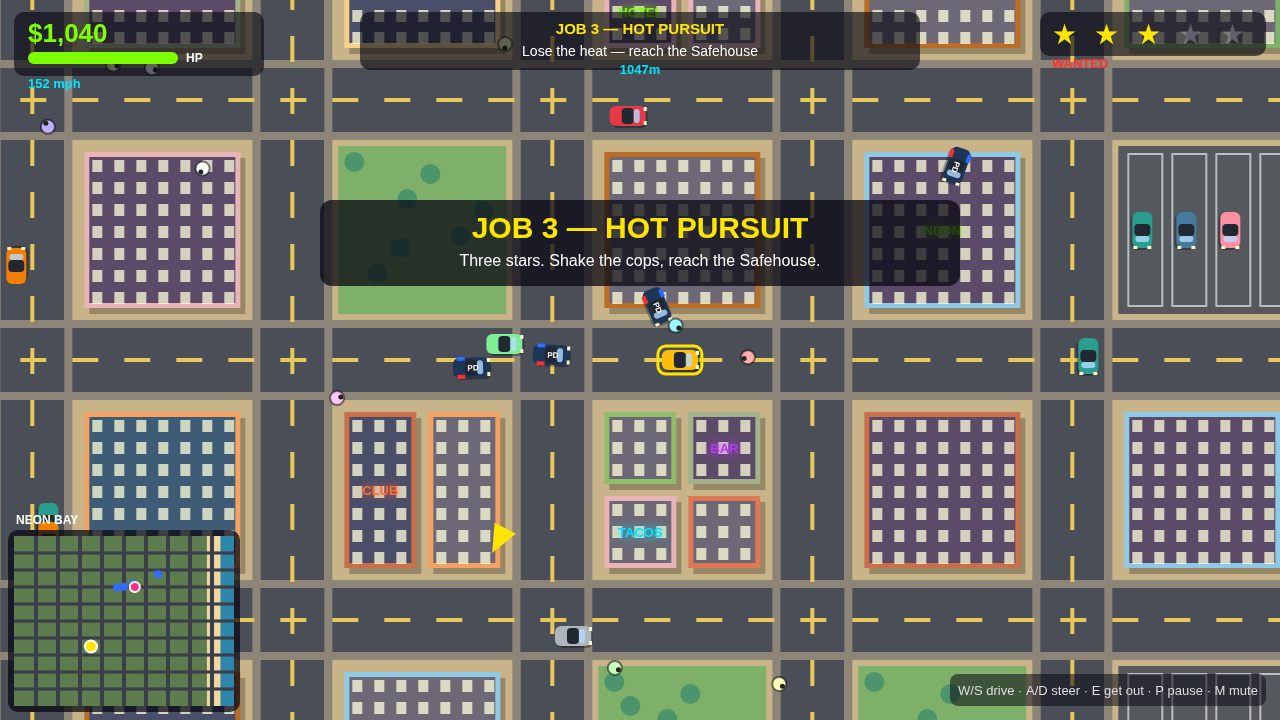 HOTEL
$1,040
HP
152 mph
JOB 3 — HOT PURSUIT
Lose the heat — reach the Safehouse
1047m
★ ★ ★ ★ ★
WANTED
JOB 3 — HOT PURSUIT
Three stars. Shake the cops, reach the Safehouse.
NEON
PD
PD
PD
PD
BAR
CLUB
TACOS
NEON BAY
W/S drive · A/D steer · E get out · P pause · M mute